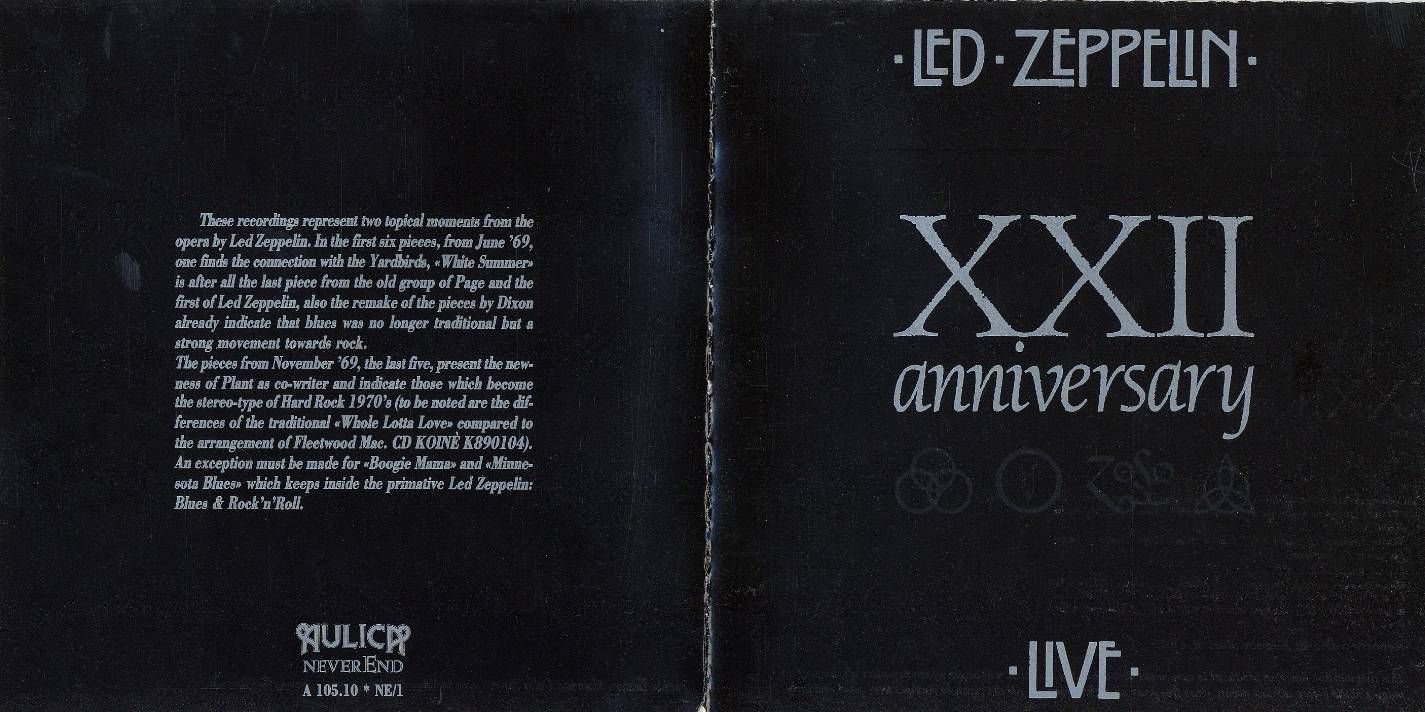 These recordings represent two topical moments from the
opera by Led Zeppelin. In the first six pieces, from June '69,
one finds the connection with the Yardbirds, «White Summer»
is after all the last piece from the old group of Page and the
first of Led Zeppelin, also the remake of the pieces by Dixon
already indicate that blues was no longer traditional but a
strong movement towards rock.
The pieces from November '69, the last five, present the new-
ness of Plant as co-writer and indicate those which become
the stereo-type of Hard Rock 1970's (to be noted are the dif-
ferences of the traditional «Whole Lotta Love» compared to
the arrangement of Fleetwood Mac. CD KOINÈ K890104).
An exception must be made for «Boogie Mama» and «Minne-
sota Blues» which keeps inside the primative Led Zeppelin:
Blues & Rock'n'Roll.
AULICA
NEVEREND
A 105.10 * NE/1
·LED·ZEPPELIN·
XXII
anniversary
·LIVE·